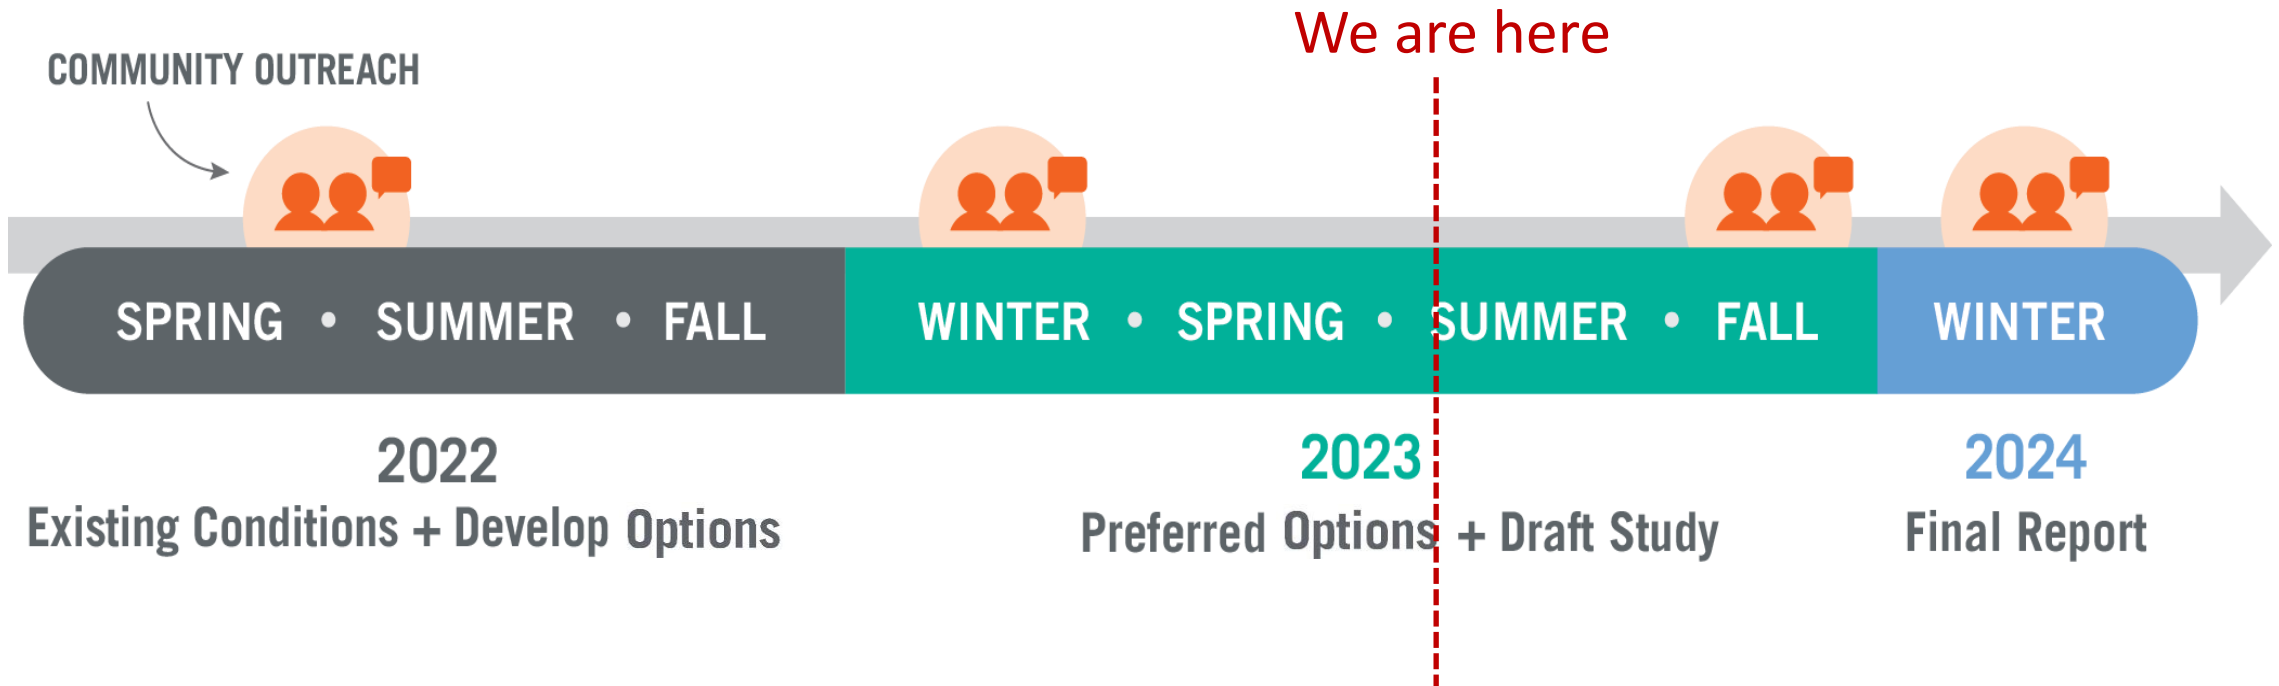 We are here
COMMUNITY OUTREACH
SPRING • SUMMER • FALL WINTER • SPRING • SUMMER • FALL WINTER
2022 2023 2024
Existing Conditions + Develop Options Preferred Options + Draft Study Final Report